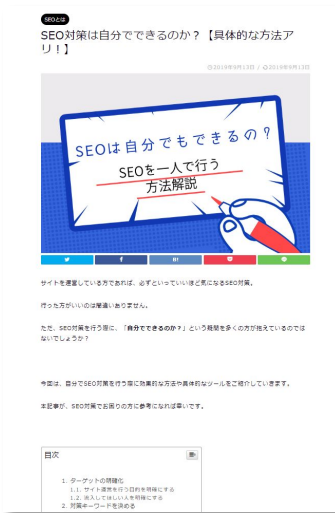 SEOとは
SEO対策は自分でできるのか？【具体的な方法ア
リ！】
2019年9月13日 / 2019年9月13日
SEOは自分でもできるの？
SEOを一人で行う
方法解説
B!
サイトを運営している方であれば、必ずといっていいほど気になるSEO対策。
行った方がいいのは間違いありません。
ただ、SEO対策を行う際に、「自分でできるのか？」という疑問を多くの方が抱えているのでは
ないでしょうか？
今回は、自分でSEO対策を行う際に効果的な方法や具体的なツールをご紹介していきます。
本記事が、SEO対策でお困りの方に参考になれば幸いです。
目次
1. ターゲットの明確化
1.1. サイト運営を行う目的を明確にする
1.2. 流入してほしい人を明確にする
2. 対策キーワードを決める